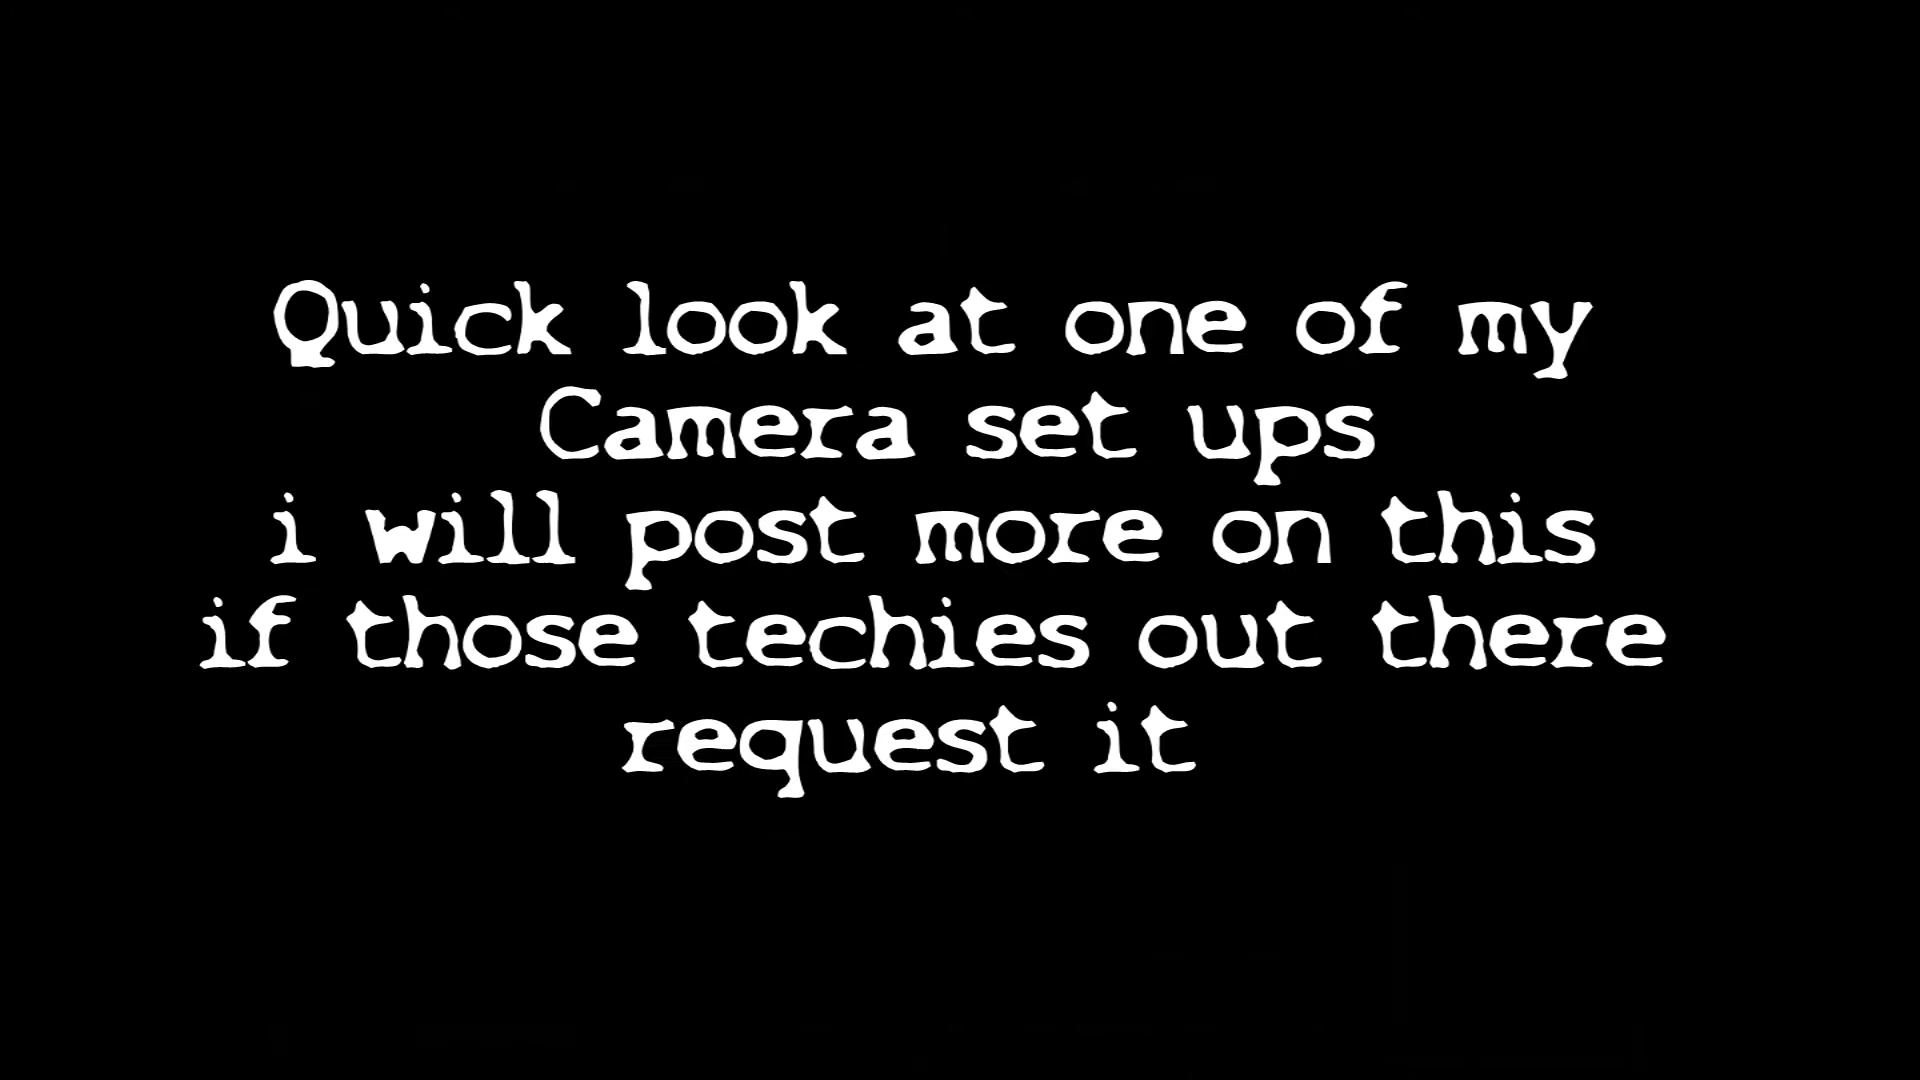 Quick look at one of my
Camera set ups
i will post more on this
if those techies out there
request it